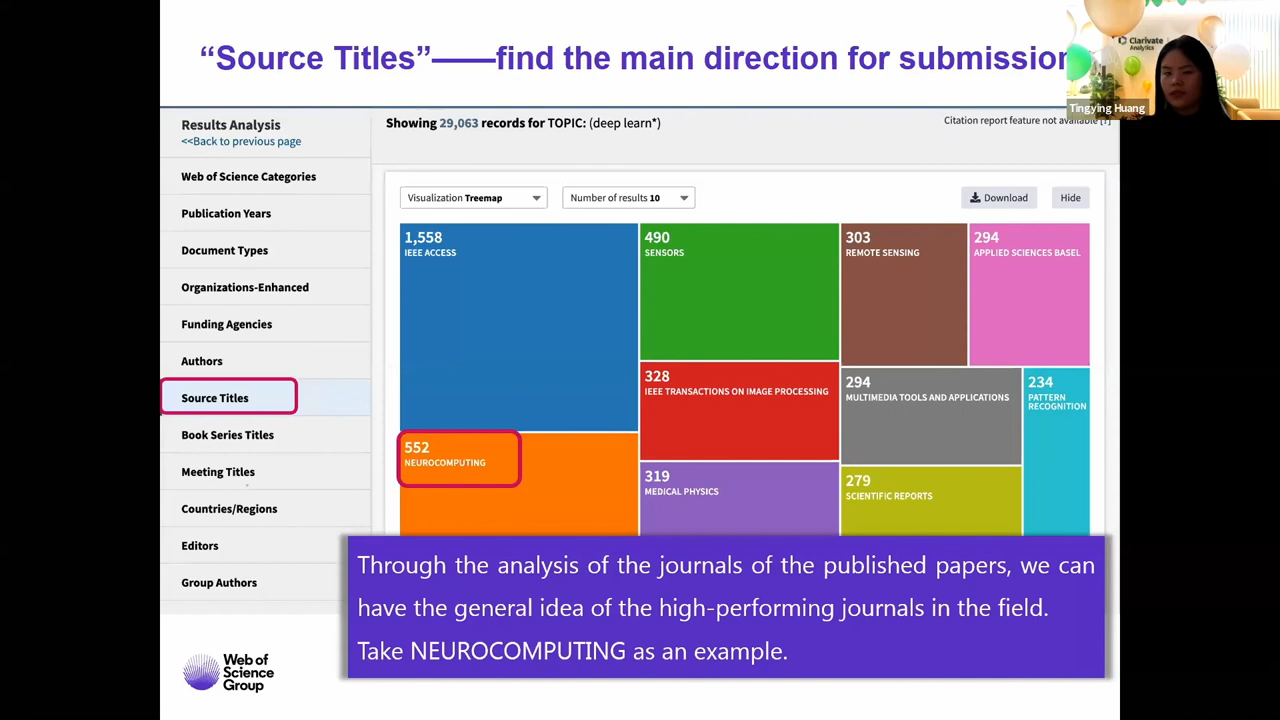 “Source Titles”——find the main direction for submission
Clarivate
Analytics
Tingying Huang
Results Analysis
<<Back to previous page
Showing 29,063 records for TOPIC: (deep learn*)
Citation report feature not available [?]
Web of Science Categories
Publication Years
Document Types
Organizations-Enhanced
Funding Agencies
Authors
Source Titles
Book Series Titles
Meeting Titles
Countries/Regions
Editors
Group Authors
Visualization Treemap
Number of results 10
Download
Hide
1,558
IEEE ACCESS
490
SENSORS
303
REMOTE SENSING
294
APPLIED SCIENCES BASEL
328
IEEE TRANSACTIONS ON IMAGE PROCESSING
294
MULTIMEDIA TOOLS AND APPLICATIONS
234
PATTERN
RECOGNITION
552
NEUROCOMPUTING
319
MEDICAL PHYSICS
279
SCIENTIFIC REPORTS
Through the analysis of the journals of the published papers, we can
have the general idea of the high-performing journals in the field.
Take NEUROCOMPUTING as an example.
Web of
Science
Group